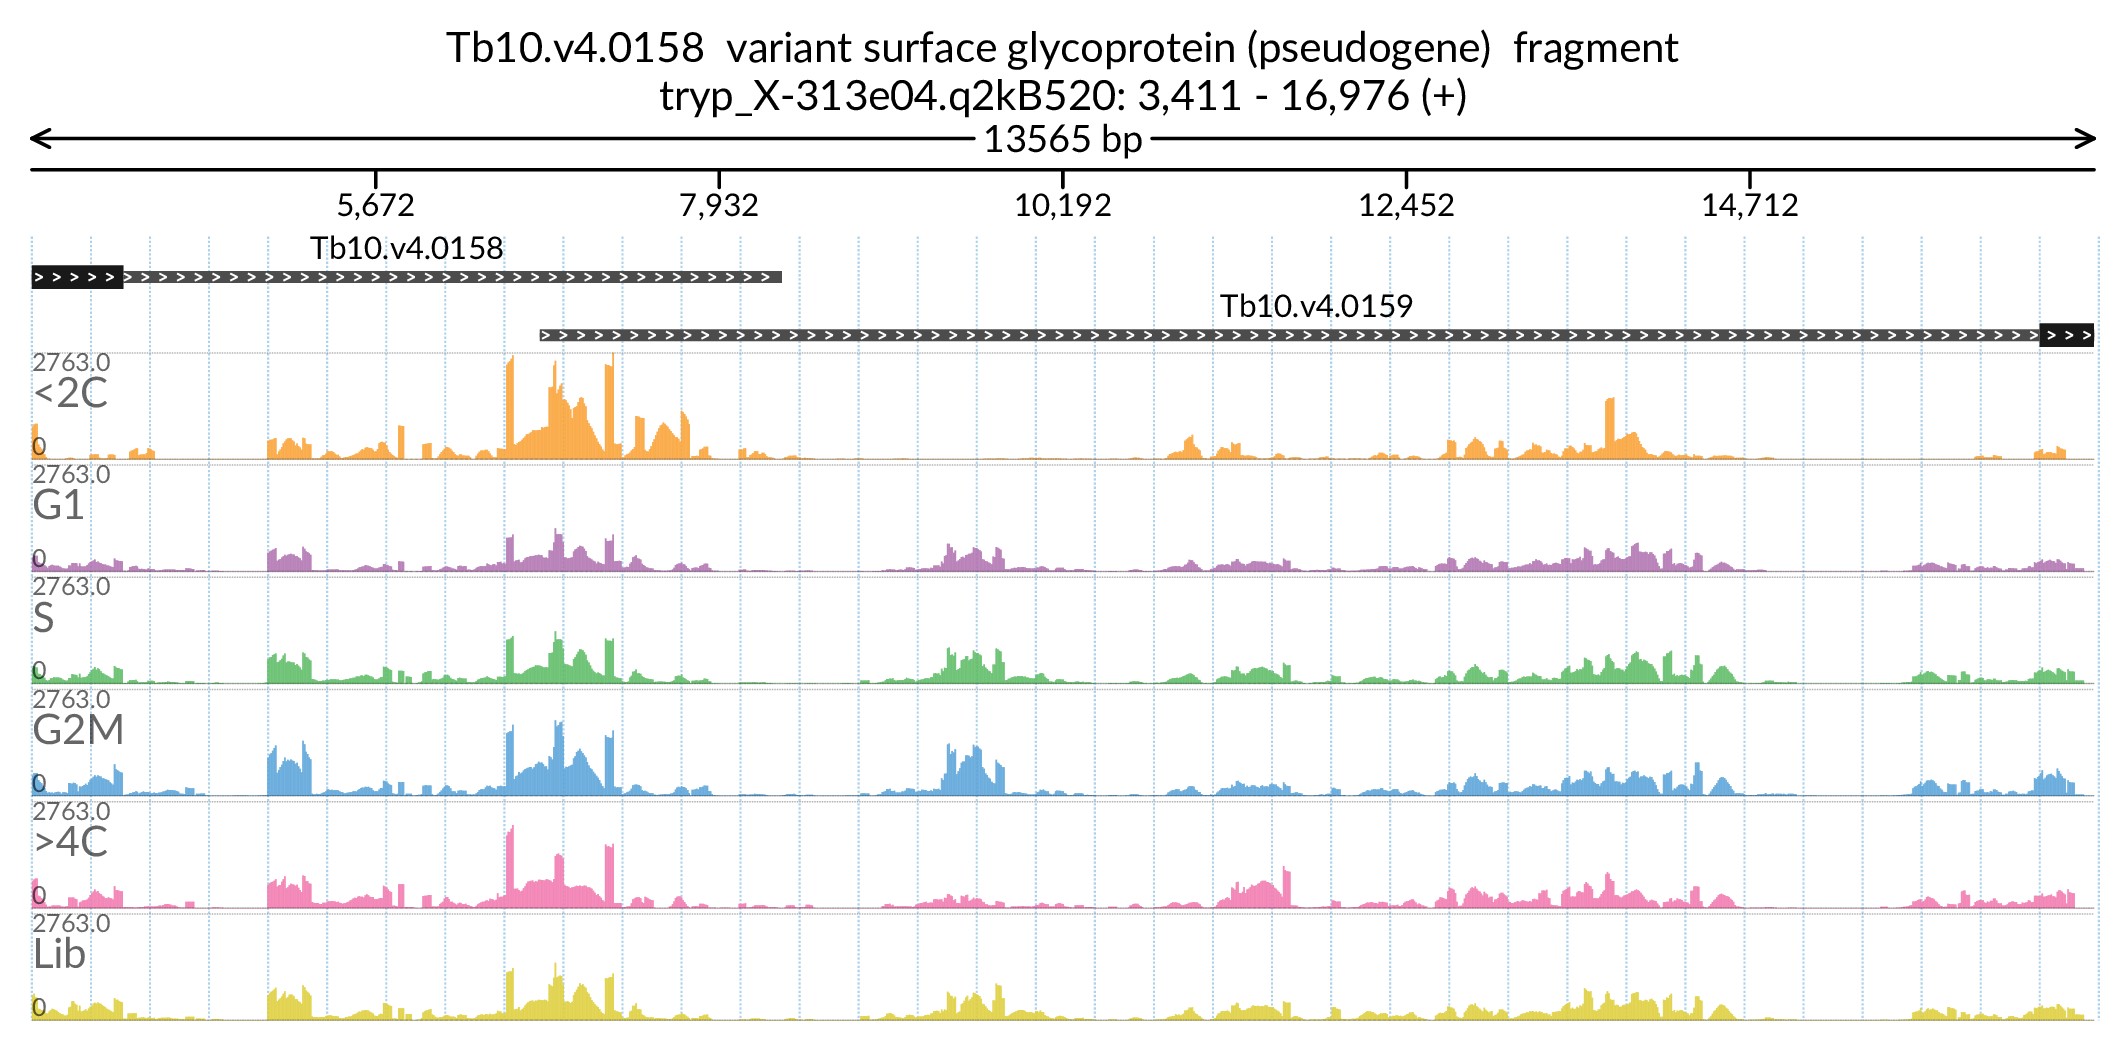 Tb10.v4.0158  variant surface glycoprotein (pseudogene)  fragment
tryp_X-313e04.q2kB520: 3,411 - 16,976 (+)
13565 bp
5,672 7,932 10,192 12,452 14,712
Tb10.v4.0158
Tb10.v4.0159
2763.0
<2C
0
2763.0
G1
0
2763.0
S
0
2763.0
G2M
0
2763.0
>4C
0
2763.0
Lib
0